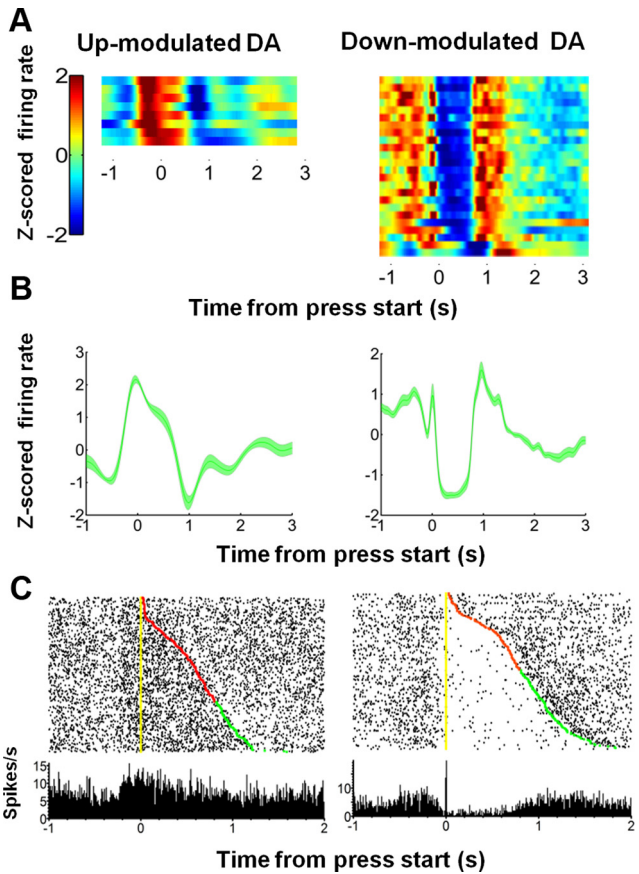 A
Up-modulated DA
Down-modulated DA
Z-scored firing rate
2
0
-2
-1 0 1 2 3
-1 0 1 2 3
Time from press start (s)
B
Z-scored firing rate
3
2
1
0
-1
-2
-1 0 1 2 3
2
1
0
-1
-2
-1 0 1 2 3
Time from press start (s)
C
Spikes/s
15
10
5
0
-1 0 1 2
10
0
-1 0 1 2
Time from press start (s)